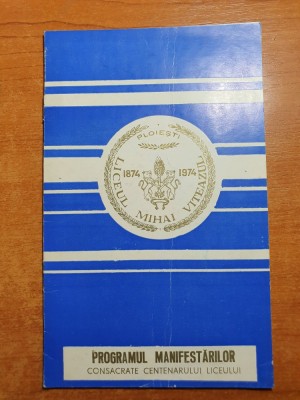 PLOIEȘTI
1874 1974
LICEUL MIHAI VITEAZUL
PROGRAMUL MANIFESTĂRILOR
CONSACRATE CENTENARULUI LICEULUI